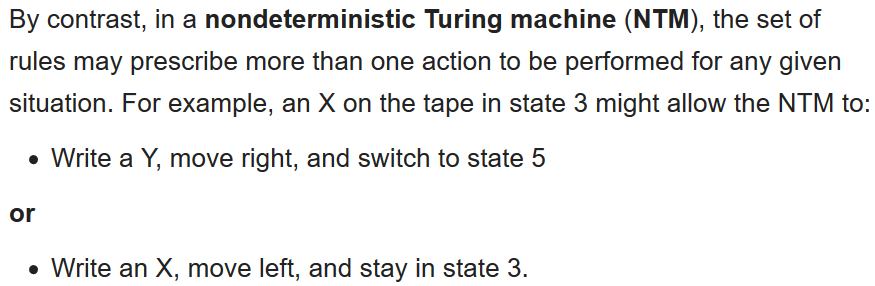 By contrast, in a nondeterministic Turing machine (NTM), the set of
rules may prescribe more than one action to be performed for any given
situation. For example, an X on the tape in state 3 might allow the NTM to:
• Write a Y, move right, and switch to state 5
or
• Write an X, move left, and stay in state 3.